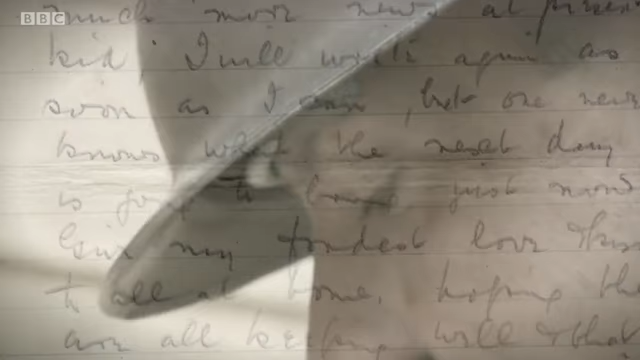 BBC
much more news at present
kid, I will write again as
soon as I can, but one never
knows what the next day
is going to bring just now
Give my fondest love
to all at home, hoping
are all keeping well & that